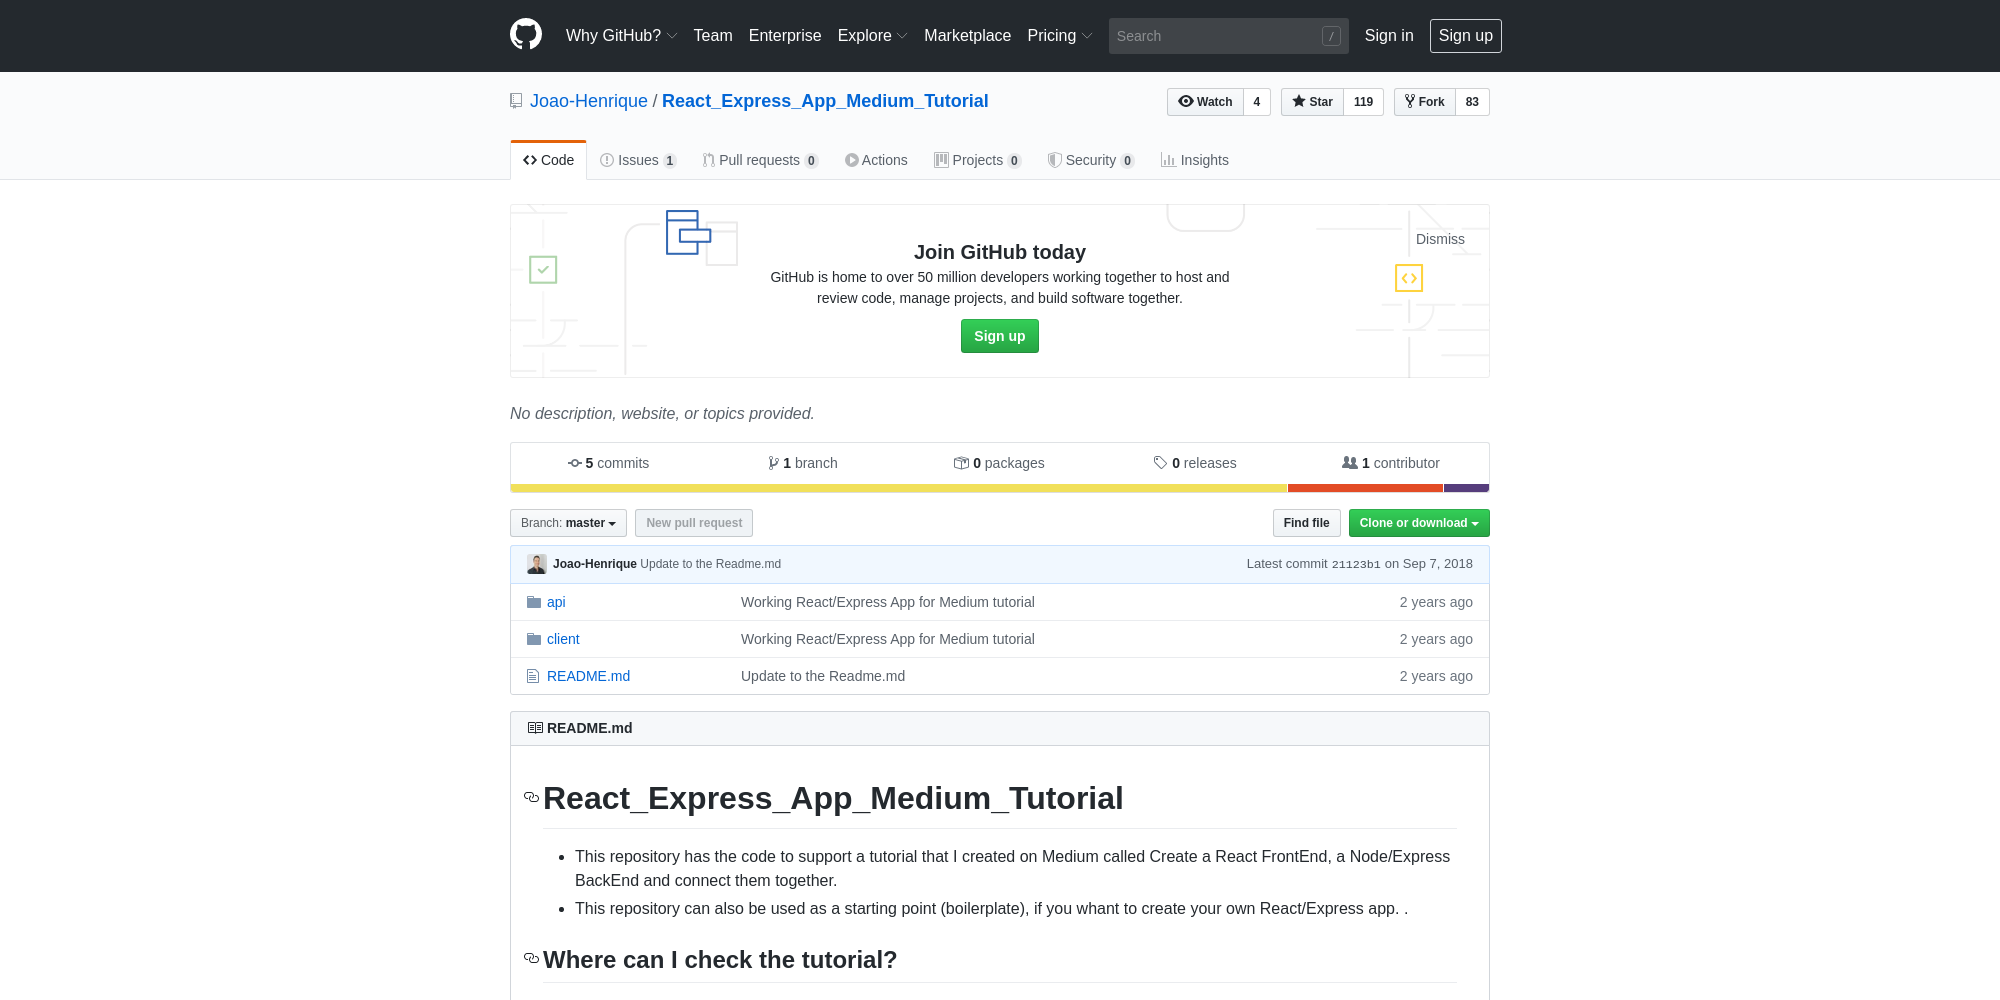 Why GitHub? Team Enterprise Explore Marketplace Pricing Search / Sign in Sign up
Joao-Henrique / React_Express_App_Medium_Tutorial Watch 4 Star 119 Fork 83
Code Issues 1 Pull requests 0 Actions Projects 0 Security 0 Insights
Dismiss
Join GitHub today
GitHub is home to over 50 million developers working together to host and
review code, manage projects, and build software together.
Sign up
No description, website, or topics provided.
5 commits 1 branch 0 packages 0 releases 1 contributor
Branch: master New pull request Find file Clone or download
Joao-Henrique Update to the Readme.md Latest commit 21123b1 on Sep 7, 2018
api Working React/Express App for Medium tutorial 2 years ago
client Working React/Express App for Medium tutorial 2 years ago
README.md Update to the Readme.md 2 years ago
README.md
React_Express_App_Medium_Tutorial
This repository has the code to support a tutorial that I created on Medium called Create a React FrontEnd, a Node/Express
BackEnd and connect them together.
This repository can also be used as a starting point (boilerplate), if you whant to create your own React/Express app. .
Where can I check the tutorial?